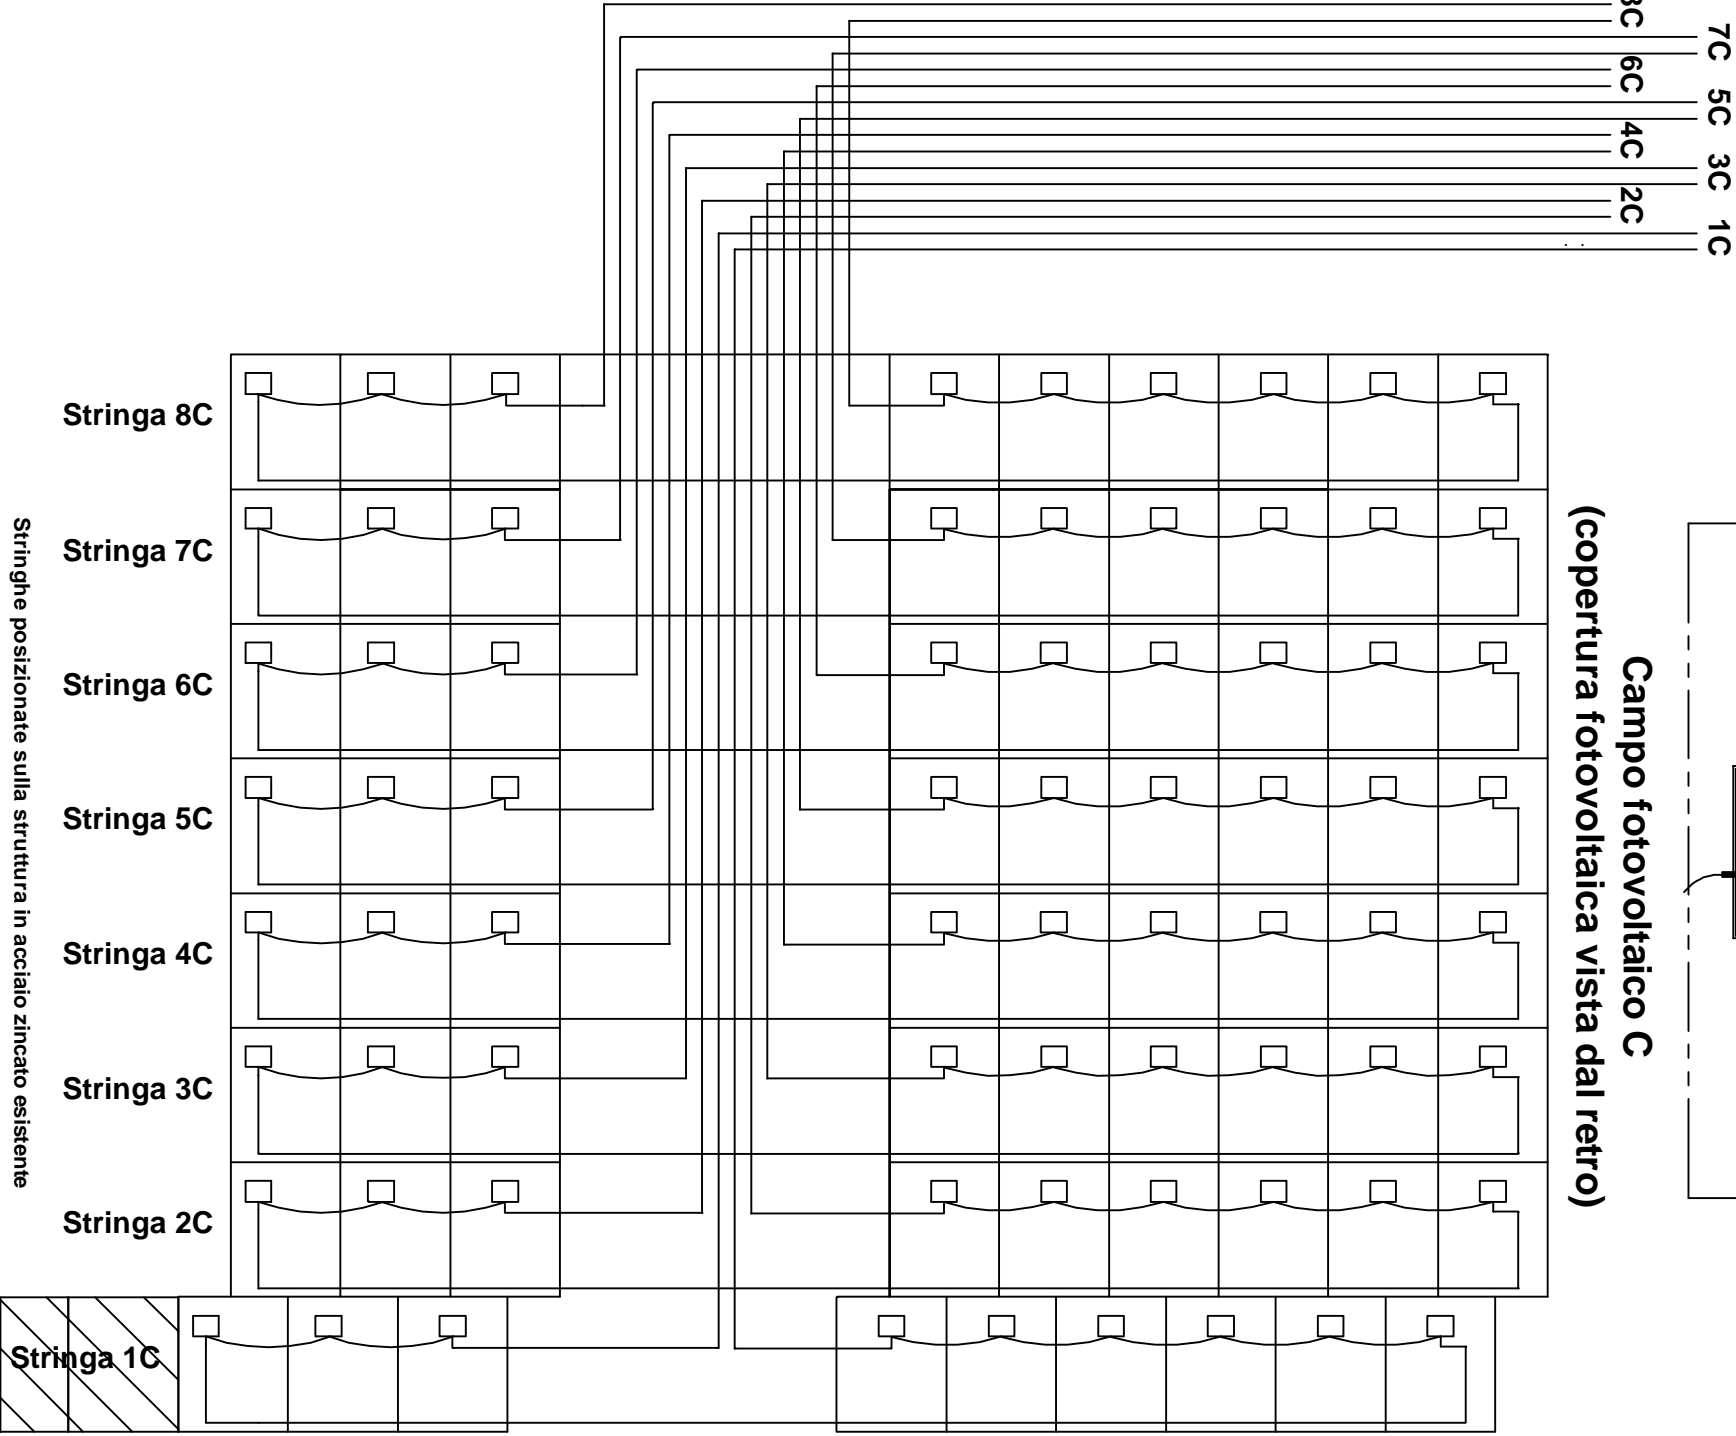 7C
6C
5C
4C
3C
2C
1C
Stringa 8C
Stringa 7C
Stringa 6C
Stringa 5C
Stringa 4C
Stringa 3C
Stringa 2C
Stringa 1C
Stringhe posizionate sulla struttura in acciaio zincato esistente
Campo fotovoltaico C
(copertura fotovoltaica vista dal retro)